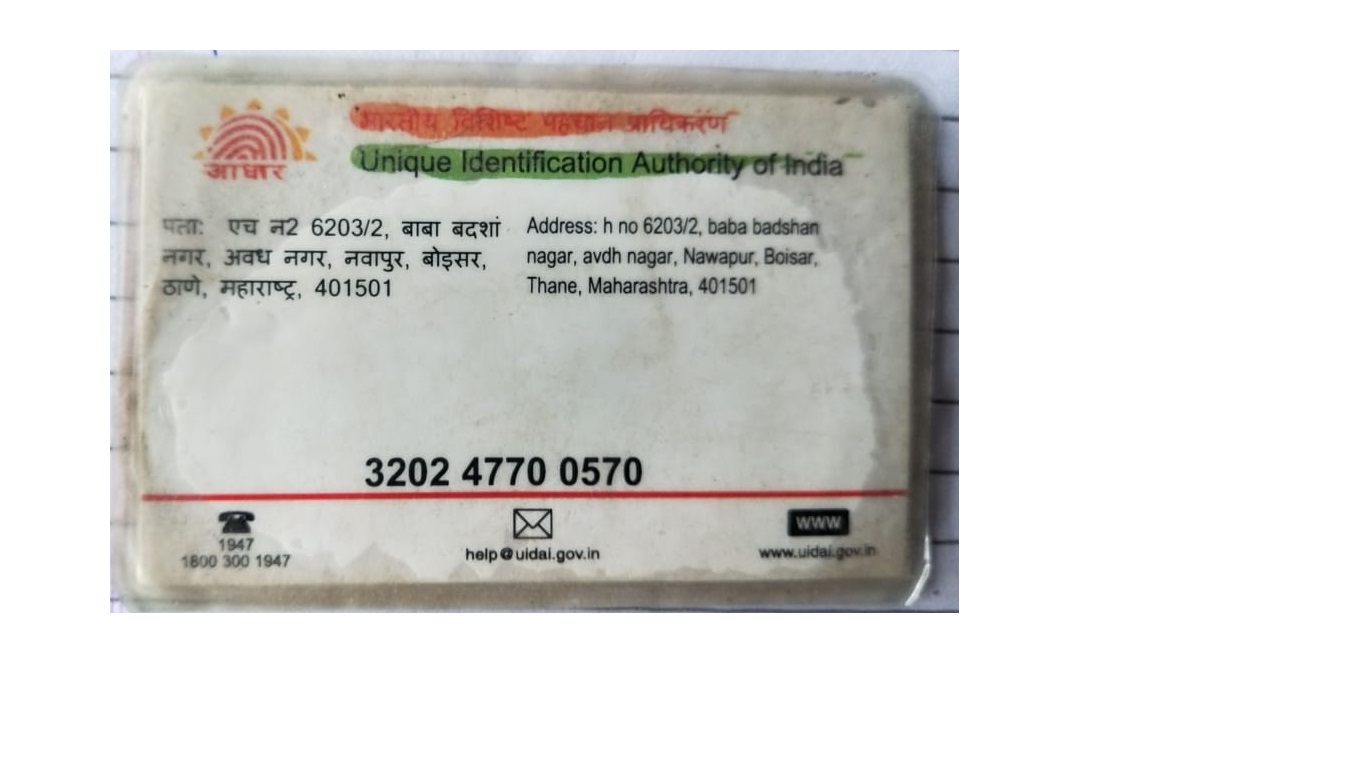 भारतीय विशिष्ट पहचान प्राधिकरण
Unique Identification Authority of India
आधार
पता: एच न2 6203/2, बाबा बदशां
नगर, अवध नगर, नवापुर, बोइसर,
ठाणे, महाराष्ट्र, 401501
Address: h no 6203/2, baba badshan
nagar, avdh nagar, Nawapur, Boisar,
Thane, Maharashtra, 401501
3202 4770 0570
1947
1800 300 1947
help@uidai.gov.in
www
www.uidai.gov.in